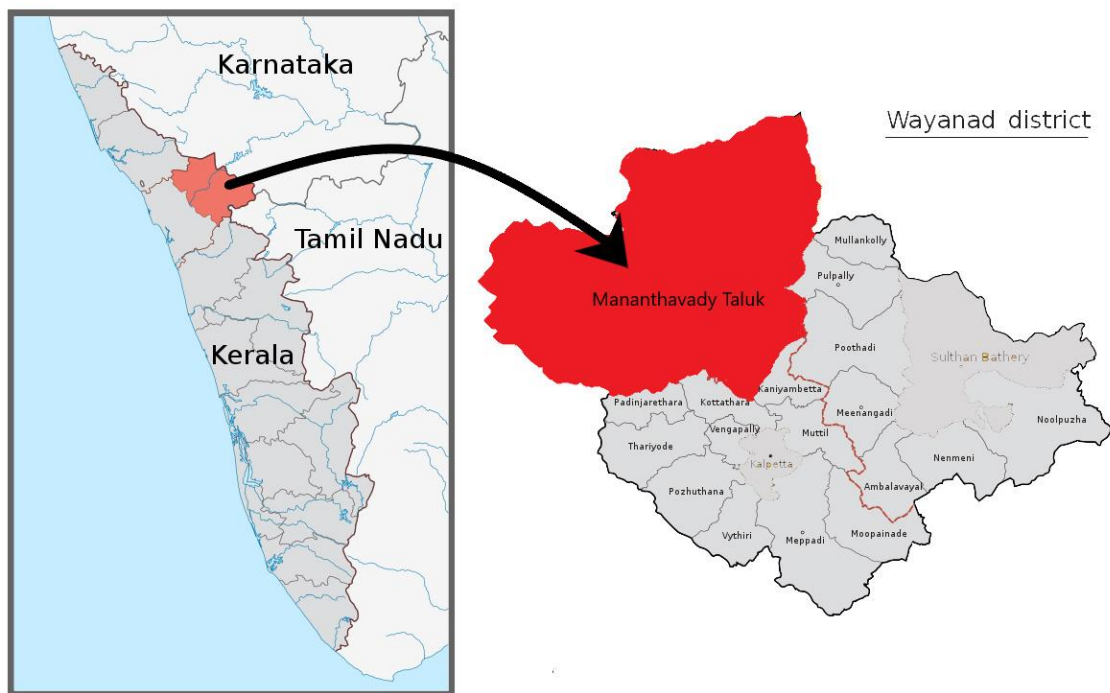 Karnataka
Tamil Nadu
Kerala
Wayanad district
Mananthavady Taluk
Mullankolly
Pulpally
Poothadi
Sulthan Bathery
Kaniyambetta
Padinjarethara
Kottathara
Meenangadi
Noolpuzha
Vengapally
Muttil
Thariyode
Kalpetta
Nenmeni
Pozhuthana
Ambalavayal
Vythiri
Meppadi
Moopainade